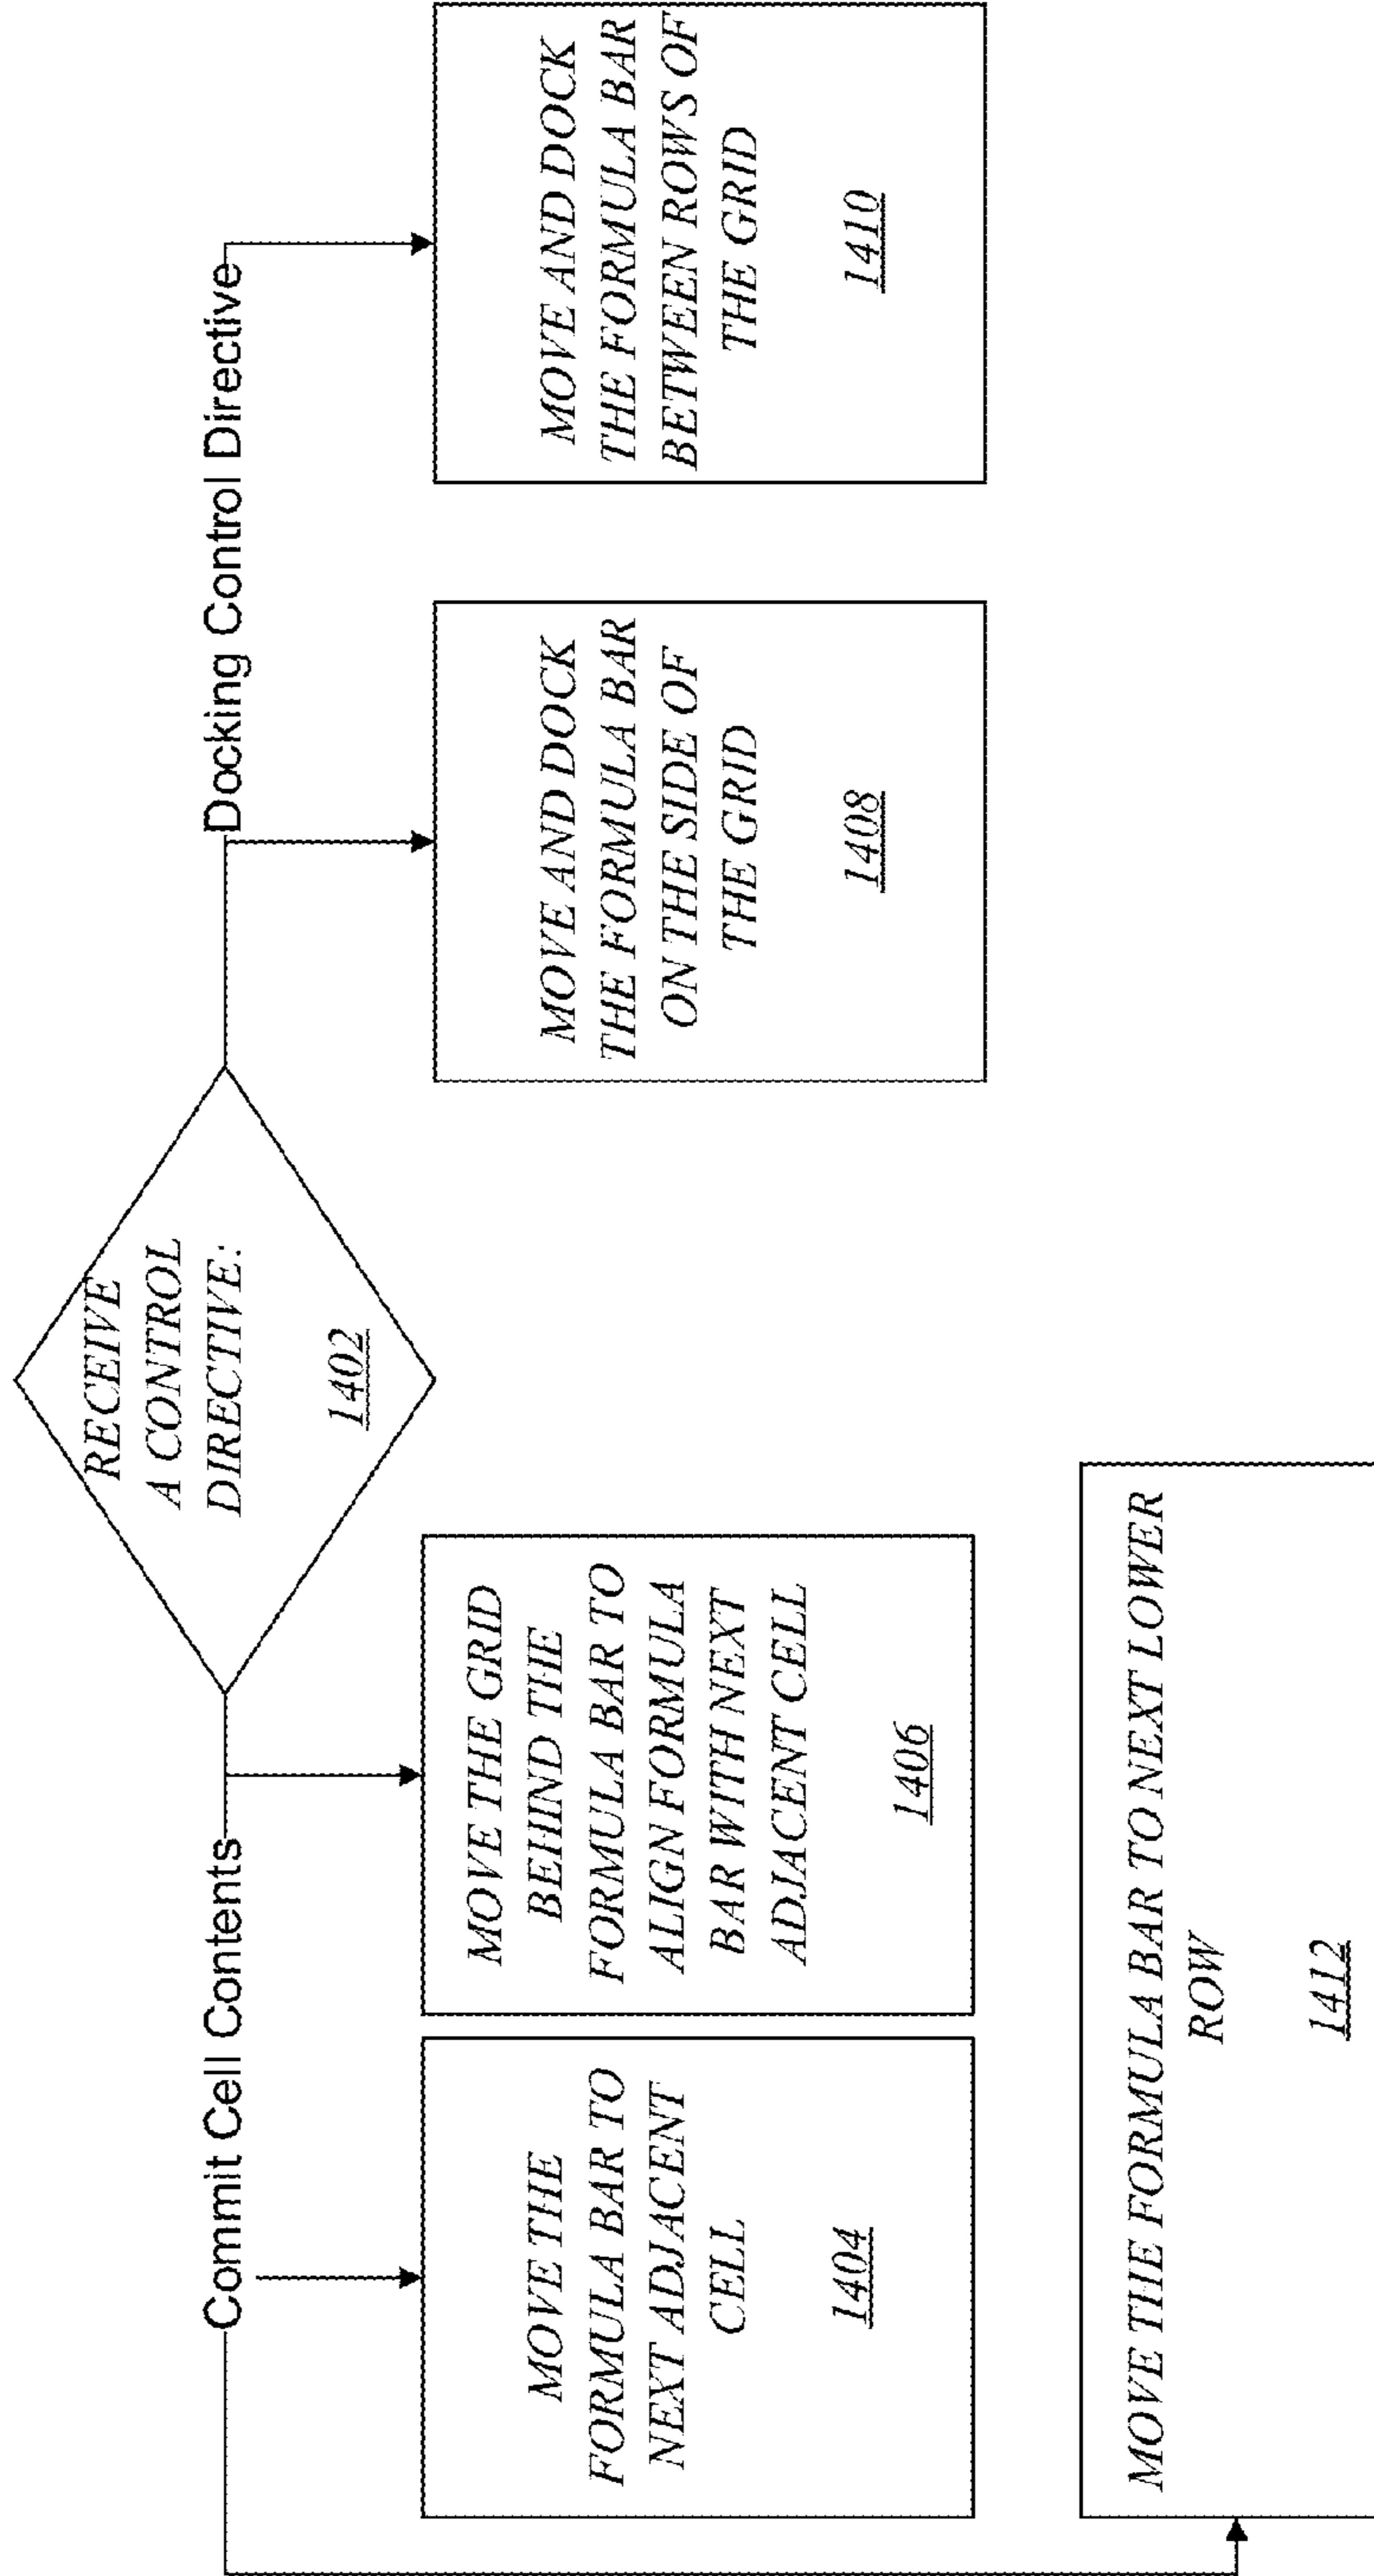 RECEIVE
A CONTROL
DIRECTIVE:
1402
Commit Cell Contents
Docking Control Directive
MOVE THE
FORMULA BAR TO
NEXT ADJACENT
CELL
1404
MOVE THE GRID
BEHIND THE
FORMULA BAR TO
ALIGN FORMULA
BAR WITH NEXT
ADJACENT CELL
1406
MOVE AND DOCK
THE FORMULA BAR
ON THE SIDE OF
THE GRID
1408
MOVE AND DOCK
THE FORMULA BAR
BETWEEN ROWS OF
THE GRID
1410
MOVE THE FORMULA BAR TO NEXT LOWER
ROW
1412